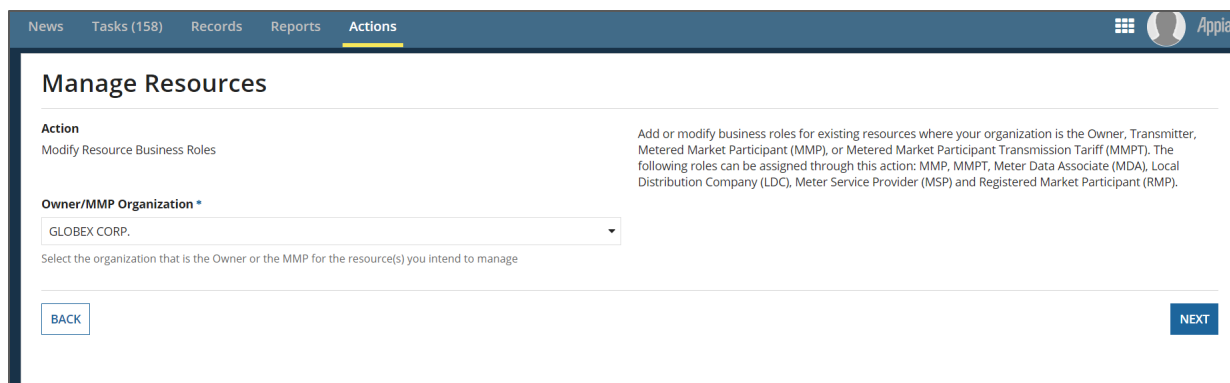 News Tasks (158) Records Reports Actions
Manage Resources
Action
Modify Resource Business Roles
Add or modify business roles for existing resources where your organization is the Owner, Transmitter,
Metered Market Participant (MMP), or Metered Market Participant Transmission Tariff (MMPT). The
following roles can be assigned through this action: MMP, MMPT, Meter Data Associate (MDA), Local
Distribution Company (LDC), Meter Service Provider (MSP) and Registered Market Participant (RMP).
Owner/MMP Organization *
GLOBEX CORP.
Select the organization that is the Owner or the MMP for the resource(s) you intend to manage
BACK NEXT